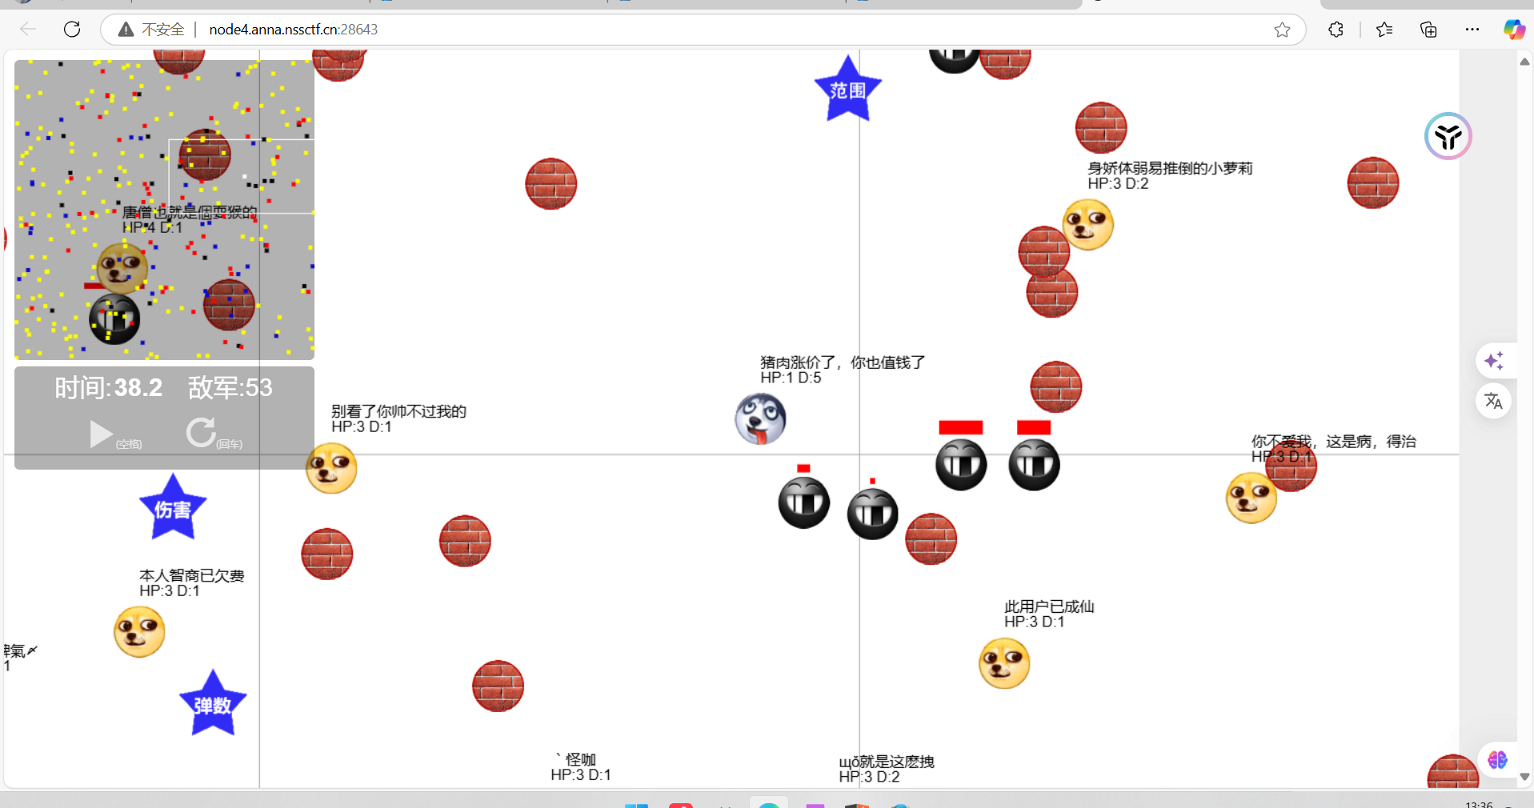 不安全
node4.anna.nssctf.cn:28643
范围
身娇体弱易推倒的小萝莉
HP:3 D:2
唐僧也就是個耍猴的
HP:4 D:1
猪肉涨价了，你也值钱了
HP:1 D:5
时间:38.2 敌军:53
(空格) (回车)
别看了你帅不过我的
HP:3 D:1
你不爱我，这是病，得治
HP:3 D:1
伤害
本人智商已欠费
HP:3 D:1
此用户已成仙
HP:3 D:1
脾氣〆
1
弹数
｀怪咖
HP:3 D:1
щǒ就是这麽拽
HP:3 D:2
13:36